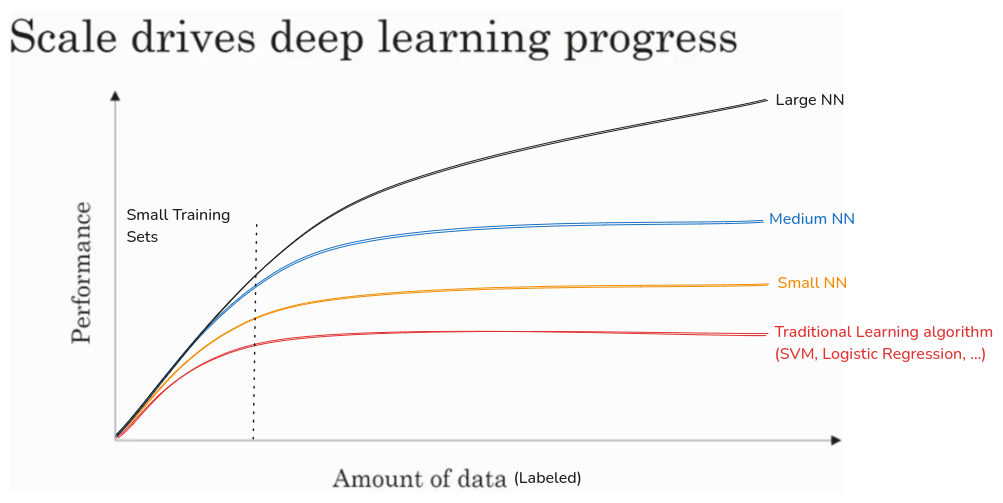 Scale drives deep learning progress
Large NN
Small Training
Sets
Medium NN
Performance
Small NN
Traditional Learning algorithm
(SVM, Logistic Regression, ...)
Amount of data (Labeled)